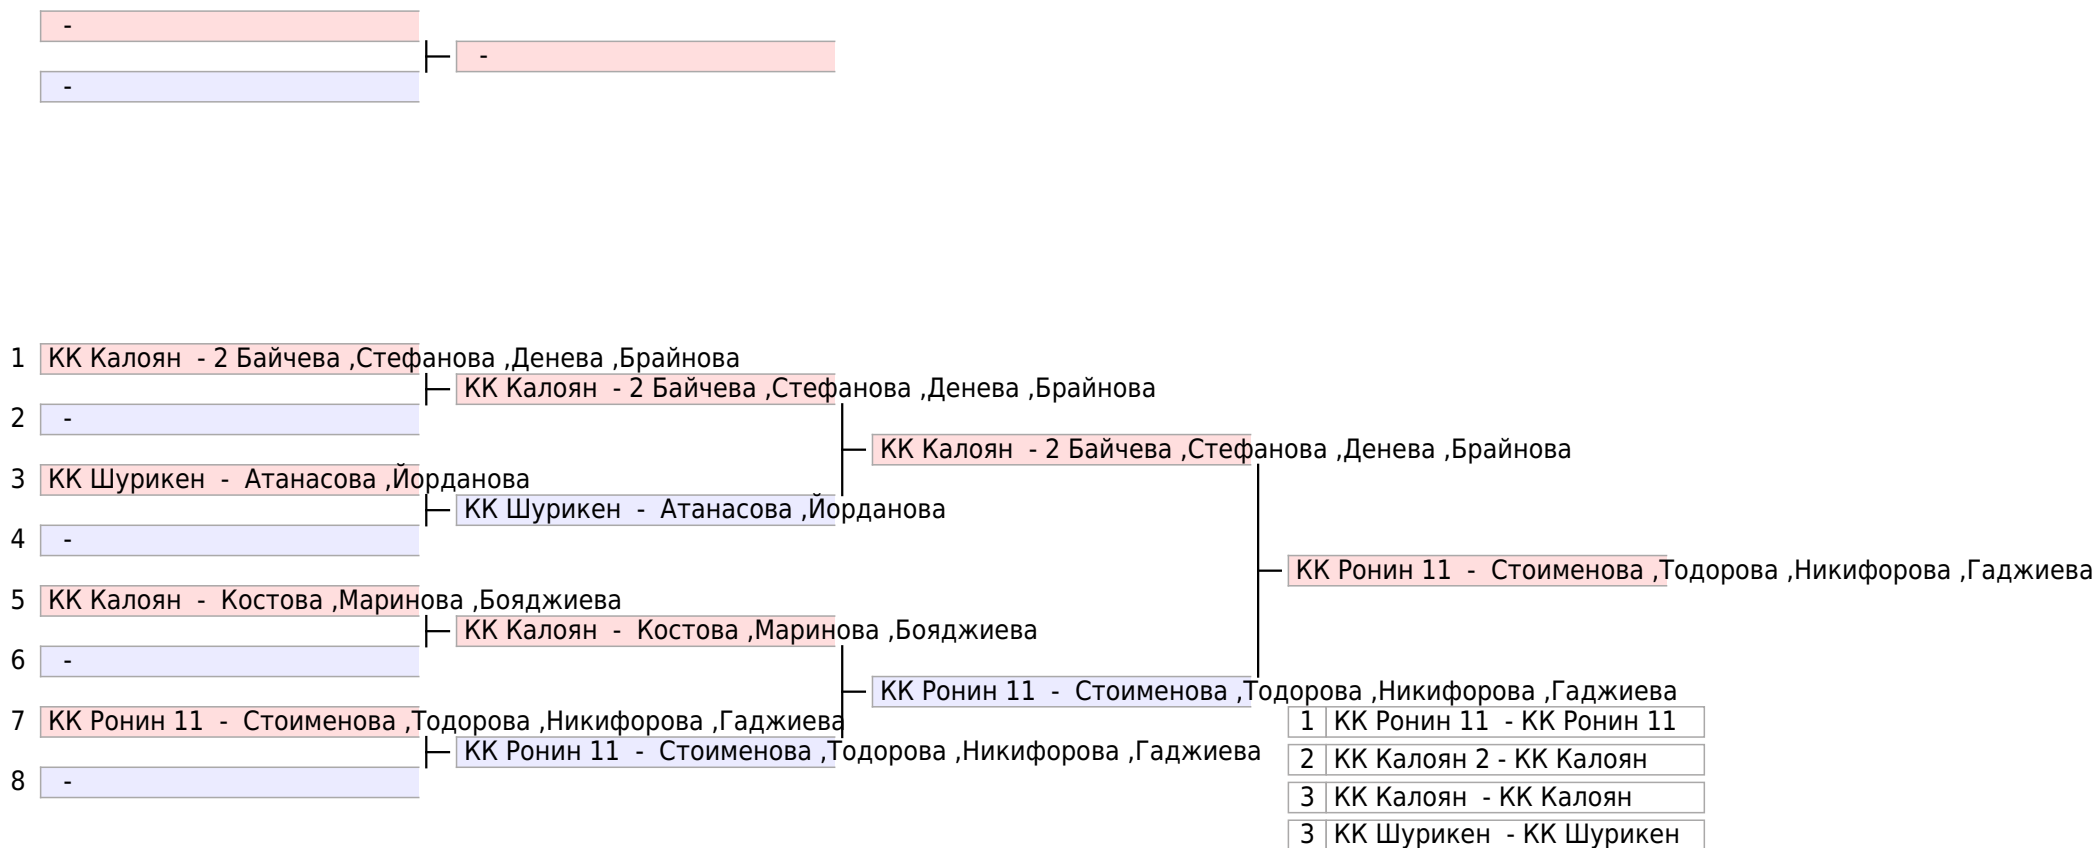 -
-
-
1 КК Калоян - 2 Байчева ,Стефанова ,Денева ,Брайнова
КК Калоян - 2 Байчева ,Стефанова ,Денева ,Брайнова
2 -
КК Калоян - 2 Байчева ,Стефанова ,Денева ,Брайнова
3 КК Шурикен - Атанасова ,Йорданова
КК Шурикен - Атанасова ,Йорданова
4 -
КК Ронин 11 - Стоименова ,Тодорова ,Никифорова ,Гаджиева
5 КК Калоян - Костова ,Маринова ,Бояджиева
КК Калоян - Костова ,Маринова ,Бояджиева
6 -
КК Ронин 11 - Стоименова ,Тодорова ,Никифорова ,Гаджиева
7 КК Ронин 11 - Стоименова ,Тодорова ,Никифорова ,Гаджиева
КК Ронин 11 - Стоименова ,Тодорова ,Никифорова ,Гаджиева
8 -
1 КК Ронин 11 - КК Ронин 11
2 КК Калоян 2 - КК Калоян
3 КК Калоян - КК Калоян
3 КК Шурикен - КК Шурикен